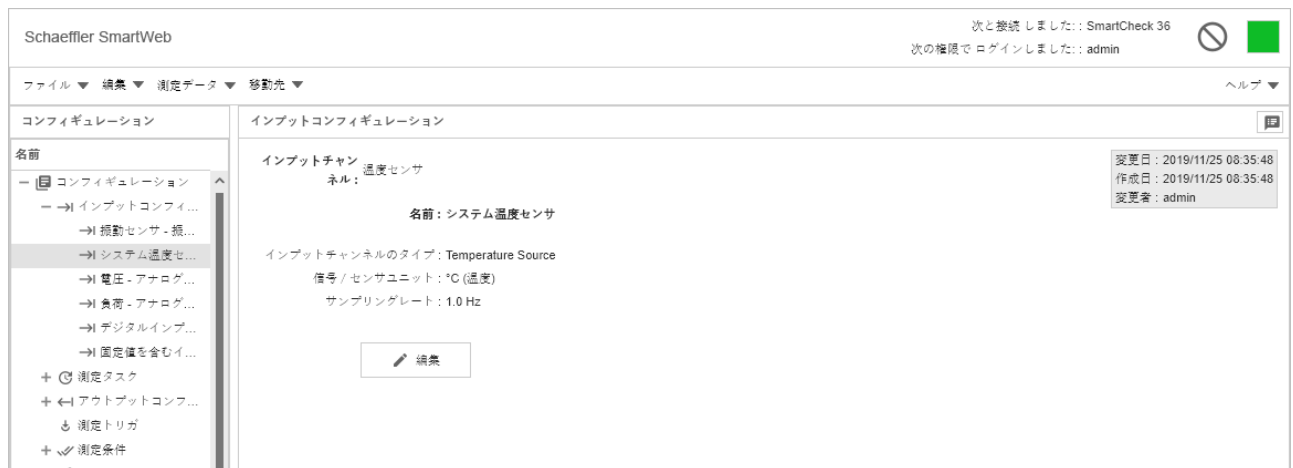 Schaeffler SmartWeb
次と接続 しました: : SmartCheck 36
次の権限で ログインしました: : admin
ファイル ▼ 編集 ▼ 測定データ ▼ 移動先 ▼ ヘルプ ▼
コンフィギュレーション
インプットコンフィギュレーション
名前
コンフィギュレーション
インプットコンフィ...
振動センサ - 振...
システム温度セ...
電圧 - アナログ...
負荷 - アナログ...
デジタルインプ...
固定値を含むイ...
測定タスク
アウトプットコンフ...
測定トリガ
測定条件
インプットチャン
ネル : 温度センサ
名前 : システム温度センサ
インプットチャンネルのタイプ : Temperature Source
信号 / センサユニット : °C (温度)
サンプリングレート : 1.0 Hz
編集
変更日 : 2019/11/25 08:35:48
作成日 : 2019/11/25 08:35:48
変更者 : admin